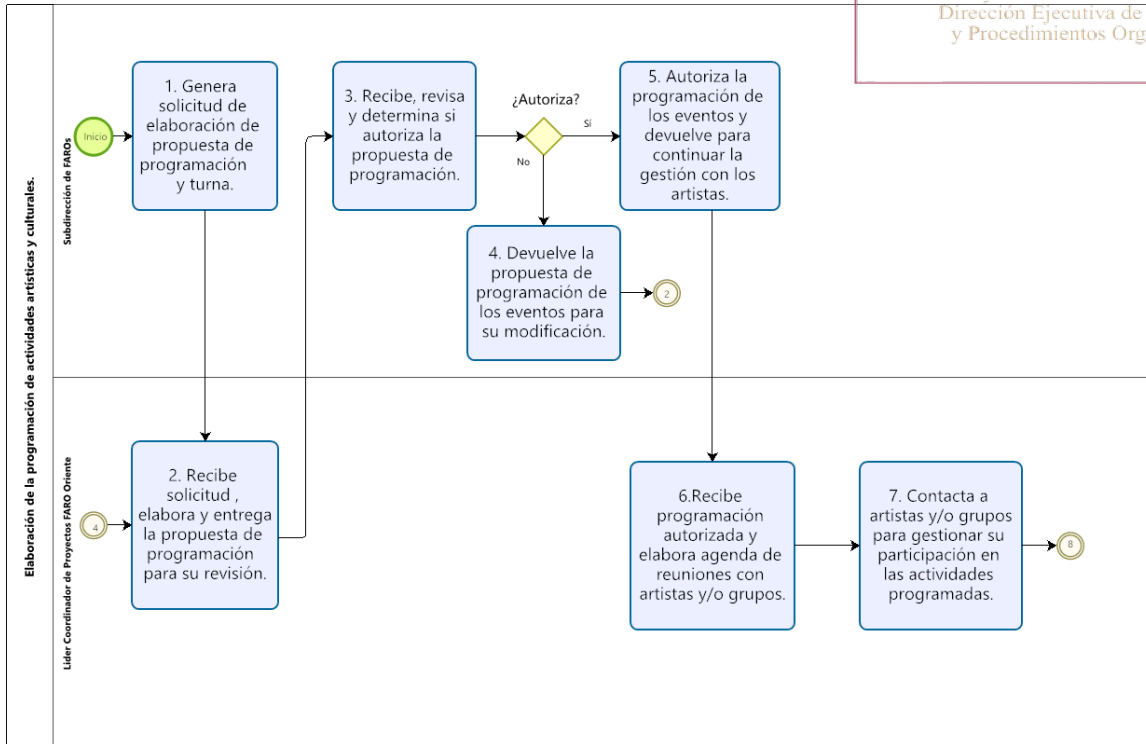 Dirección Ejecutiva de
y Procedimientos Org
Elaboración de la programación de actividades artísticas y culturales.
Subdirección de FAROs
Inicio
1. Genera
solicitud de
elaboración de
propuesta de
programación
y turna.
3. Recibe, revisa
y determina si
autoriza la
propuesta de
programación.
¿Autoriza?
Sí
No
5. Autoriza la
programación de
los eventos y
devuelve para
continuar la
gestión con los
artistas.
4. Devuelve la
propuesta de
programación de
los eventos para
su modificación.
2
Lider Coordinador de Proyectos FARO Oriente
4
2. Recibe
solicitud ,
elabora y entrega
la propuesta de
programación
para su revisión.
6.Recibe
programación
autorizada y
elabora agenda de
reuniones con
artistas y/o grupos.
7. Contacta a
artistas y/o grupos
para gestionar su
participación en
las actividades
programadas.
8